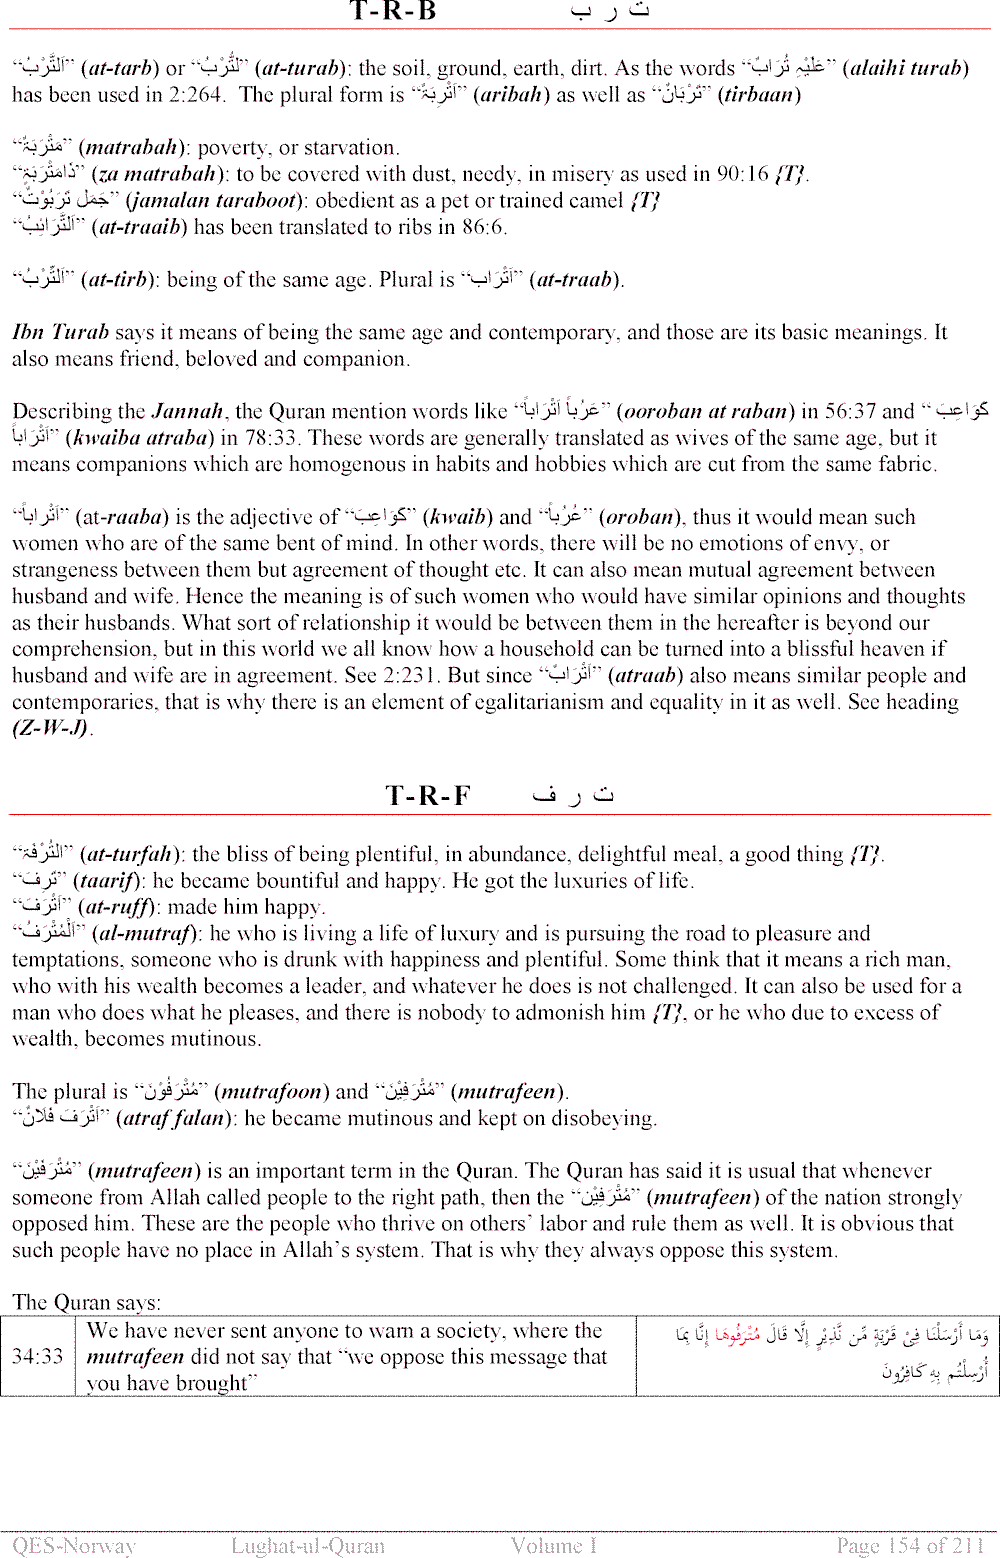 T-R-B ت ر ب
“اَلتَّرْبُ” (at-tarb) or “لتُّرْبُ” (at-turab): the soil, ground, earth, dirt. As the words “عَلَيْہِ تُرَابٌ” (alaihi turab)
has been used in 2:264. The plural form is “اَتْرِبَۃٌ” (aribah) as well as “تَرْبَانٌ” (tirbaan)
“مَتْرَبَۃٌ” (matrabah): poverty, or starvation.
“ذَامَتْرَبَۃٍ” (za matrabah): to be covered with dust, needy, in misery as used in 90:16 {T}.
“جَمَل تَرَبُوْتٌ” (jamalan taraboot): obedient as a pet or trained camel {T}
“اَلتَّرَائِبُ” (at-traaib) has been translated to ribs in 86:6.
“اَلتِّرْبُ” (at-tirb): being of the same age. Plural is “اَتْرَاب” (at-traab).
Ibn Turab says it means of being the same age and contemporary, and those are its basic meanings. It
also means friend, beloved and companion.
Describing the Jannah, the Quran mention words like “عَرُباً اَتْرَاباً” (ooroban at raban) in 56:37 and “ كَوَاعِبَ
اَتْرَاباً” (kwaiba atraba) in 78:33. These words are generally translated as wives of the same age, but it
means companions which are homogenous in habits and hobbies which are cut from the same fabric.
“اَتْراباً” (at-raaba) is the adjective of “كَوَاعِبَ” (kwaib) and “عُرُباً” (oroban), thus it would mean such
women who are of the same bent of mind. In other words, there will be no emotions of envy, or
strangeness between them but agreement of thought etc. It can also mean mutual agreement between
husband and wife. Hence the meaning is of such women who would have similar opinions and thoughts
as their husbands. What sort of relationship it would be between them in the hereafter is beyond our
comprehension, but in this world we all know how a household can be turned into a blissful heaven if
husband and wife are in agreement. See 2:231. But since “اَتْرَابٌ” (atraab) also means similar people and
contemporaries, that is why there is an element of egalitarianism and equality in it as well. See heading
(Z-W-J).
T-R-F ت ر ف
“التُّرْفَۃ” (at-turfah): the bliss of being plentiful, in abundance, delightful meal, a good thing {T}.
“تَرِفَ” (taarif): he became bountiful and happy. He got the luxuries of life.
“اَتْرَفَ” (at-ruff): made him happy.
“اَلْمُتْرَفُ” (al-mutraf): he who is living a life of luxury and is pursuing the road to pleasure and
temptations, someone who is drunk with happiness and plentiful. Some think that it means a rich man,
who with his wealth becomes a leader, and whatever he does is not challenged. It can also be used for a
man who does what he pleases, and there is nobody to admonish him {T}, or he who due to excess of
wealth, becomes mutinous.
The plural is “مُتْرَفُوْنَ” (mutrafoon) and “مُتْرَفِيْنَ” (mutrafeen).
“اَتْرَفَ فَلَانٌ” (atraf falan): he became mutinous and kept on disobeying.
“مُتْرَفَيْنَ” (mutrafeen) is an important term in the Quran. The Quran has said it is usual that whenever
someone from Allah called people to the right path, then the “مُتْرَفِيْنَ” (mutrafeen) of the nation strongly
opposed him. These are the people who thrive on others’ labor and rule them as well. It is obvious that
such people have no place in Allah’s system. That is why they always oppose this system.
The Quran says:
We have never sent anyone to warn a society, where the
34:33 mutrafeen did not say that “we oppose this message that
you have brought”
وَمَا أَرْسَلْنَا فِیْ قَرْيَةٍ مِّن نَّذِيْرٍ إِلَّا قَالَ مُتْرَفُوهَا إِنَّا بِمَا
أُرْسِلْتُم بِهِ كَافِرُونَ
QES-Norway Lughat-ul-Quran Volume I Page 154 of 211